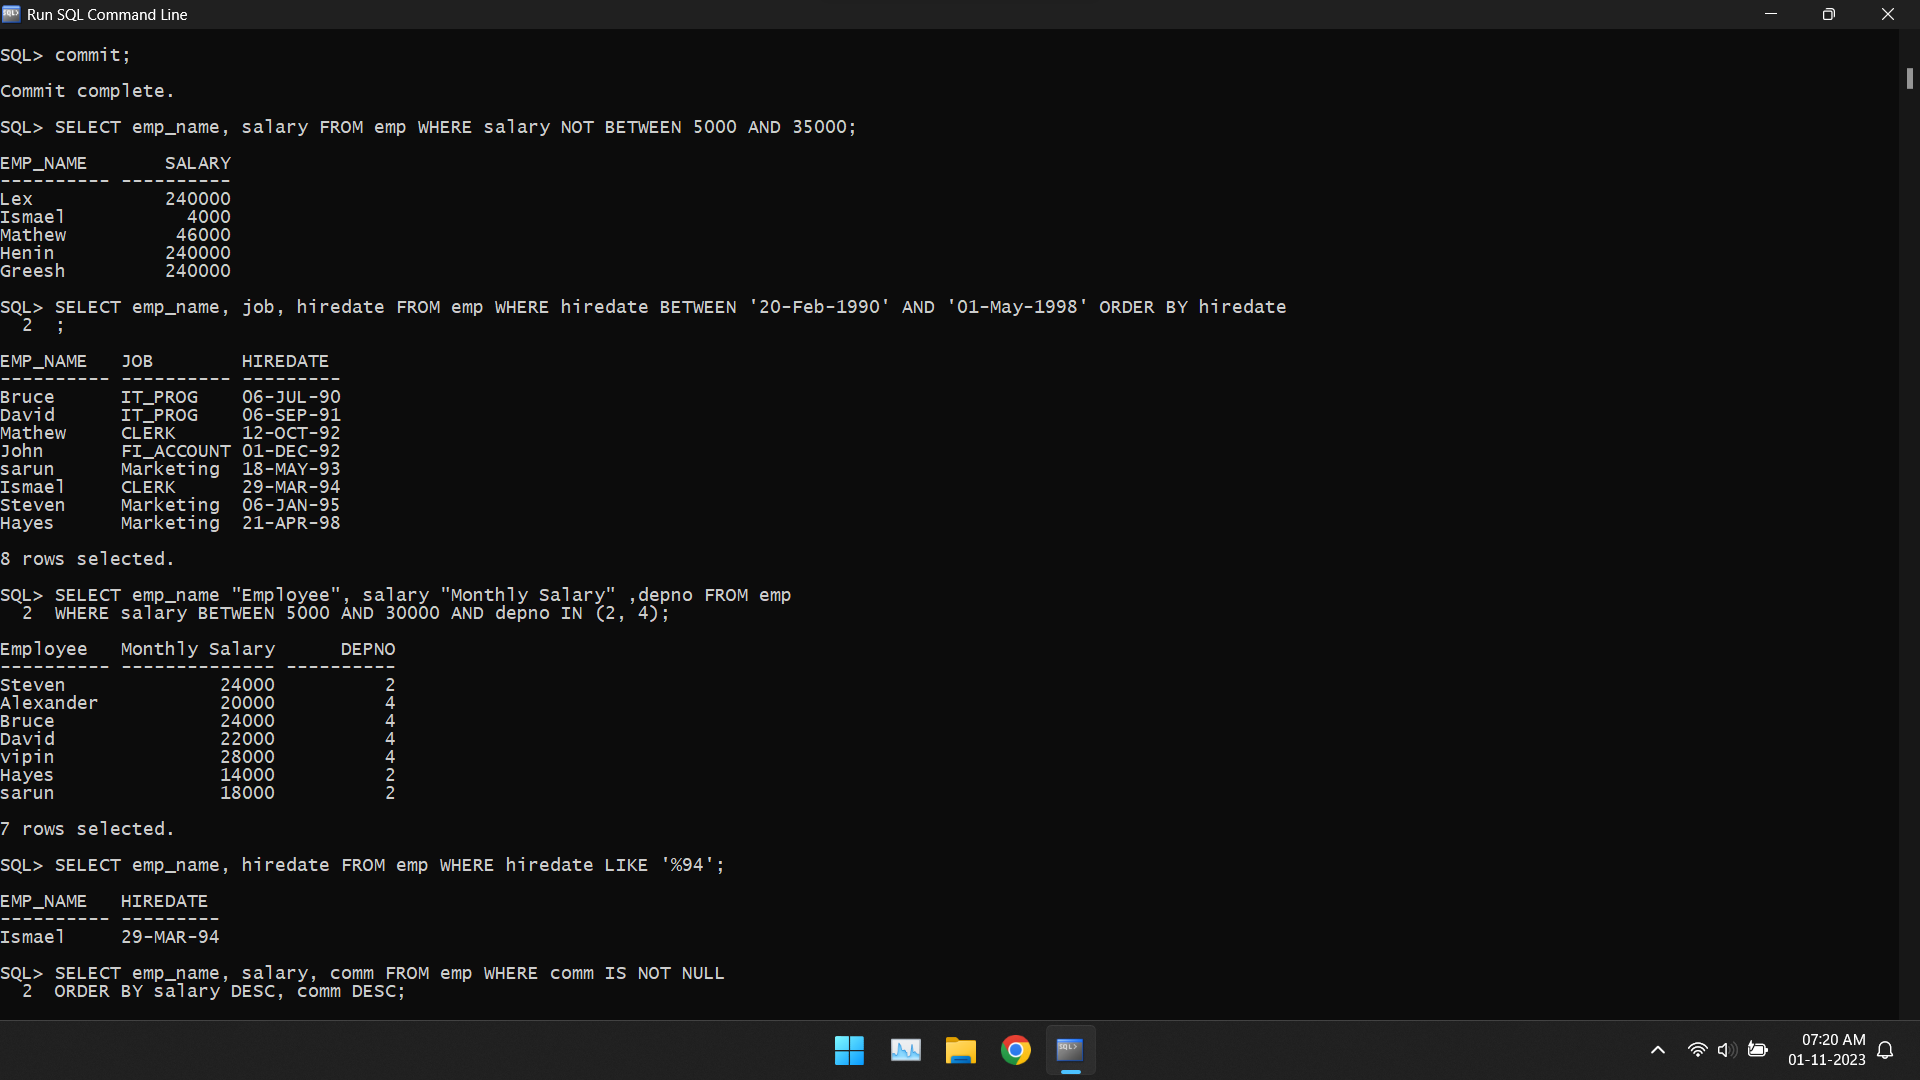 Run SQL Command Line
SQL> commit;
Commit complete.
SQL> SELECT emp_name, salary FROM emp WHERE salary NOT BETWEEN 5000 AND 35000;
EMP_NAME       SALARY
---------- ----------
Lex            240000
Ismael           4000
Mathew          46000
Henin          240000
Greesh         240000
SQL> SELECT emp_name, job, hiredate FROM emp WHERE hiredate BETWEEN '20-Feb-1990' AND '01-May-1998' ORDER BY hiredate
  2  ;
EMP_NAME   JOB        HIREDATE
---------- ---------- ---------
Bruce      IT_PROG    06-JUL-90
David      IT_PROG    06-SEP-91
Mathew     CLERK      12-OCT-92
John       FI_ACCOUNT 01-DEC-92
sarun      Marketing  18-MAY-93
Ismael     CLERK      29-MAR-94
Steven     Marketing  06-JAN-95
Hayes      Marketing  21-APR-98
8 rows selected.
SQL> SELECT emp_name "Employee", salary "Monthly Salary" ,depno FROM emp
  2  WHERE salary BETWEEN 5000 AND 30000 AND depno IN (2, 4);
Employee   Monthly Salary      DEPNO
---------- -------------- ----------
Steven              24000          2
Alexander           20000          4
Bruce               24000          4
David               22000          4
vipin               28000          4
Hayes               14000          2
sarun               18000          2
7 rows selected.
SQL> SELECT emp_name, hiredate FROM emp WHERE hiredate LIKE '%94';
EMP_NAME   HIREDATE
---------- ---------
Ismael     29-MAR-94
SQL> SELECT emp_name, salary, comm FROM emp WHERE comm IS NOT NULL
  2  ORDER BY salary DESC, comm DESC;
SQL>
07:20 AM
01-11-2023